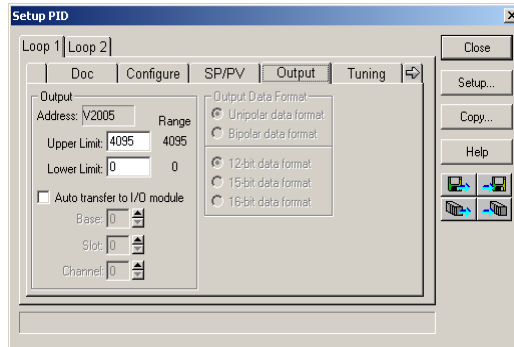 Setup PID
Loop 1 Loop 2
Doc Configure SP/PV Output Tuning
Output
Address: V2005 Range
Upper Limit: 4095 4095
Lower Limit: 0 0
Auto transfer to I/O module
Base: 0
Slot: 0
Channel: 0
Output Data Format
Unipolar data format
Bipolar data format
12-bit data format
15-bit data format
16-bit data format
Close
Setup...
Copy...
Help